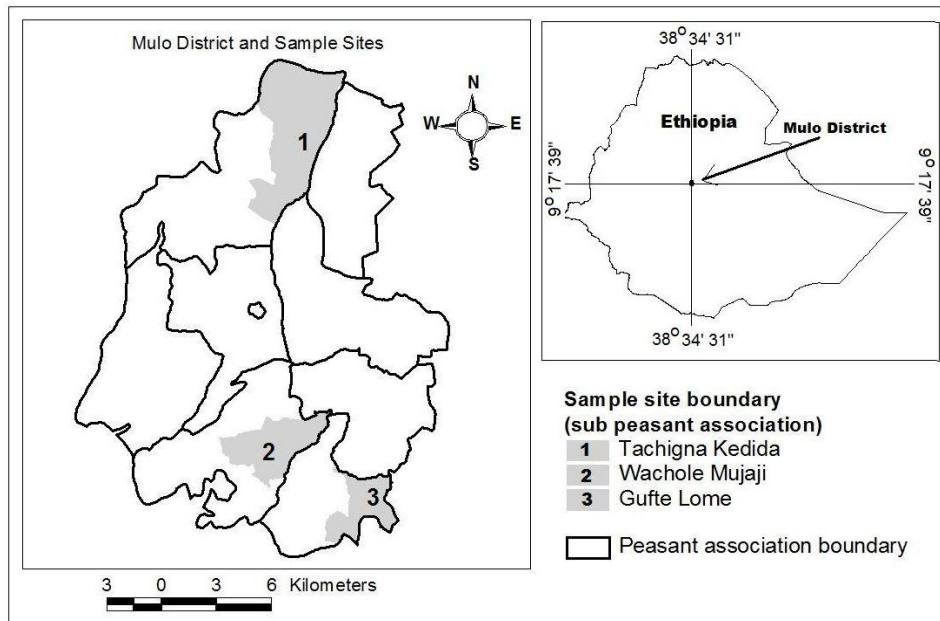 Mulo District and Sample Sites
N
W E
S
1
2
3
3 0 3 6 Kilometers
38° 34' 31"
Ethiopia
Mulo District
9° 17' 39"
9° 17' 39"
38° 34' 31"
Sample site boundary
(sub peasant association)
1 Tachigna Kedida
2 Wachole Mujaji
3 Gufte Lome
Peasant association boundary